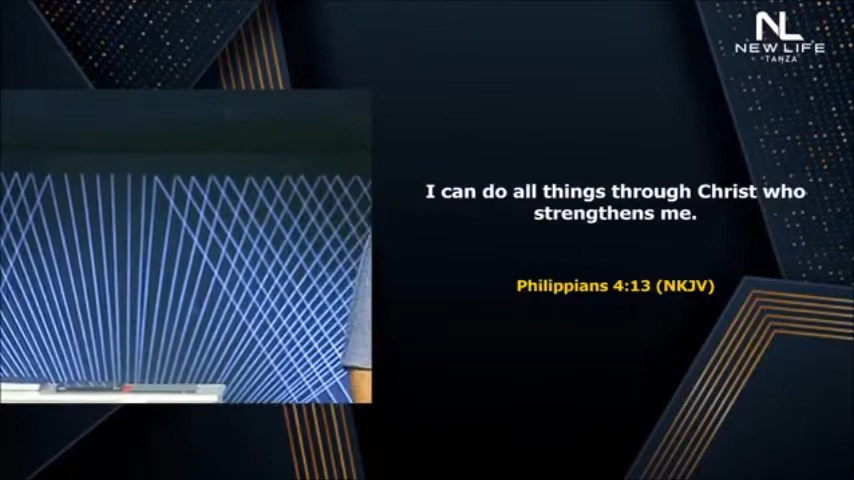 NL
NEW LIFE
TANZA
I can do all things through Christ who
strengthens me.
Philippians 4:13 (NKJV)